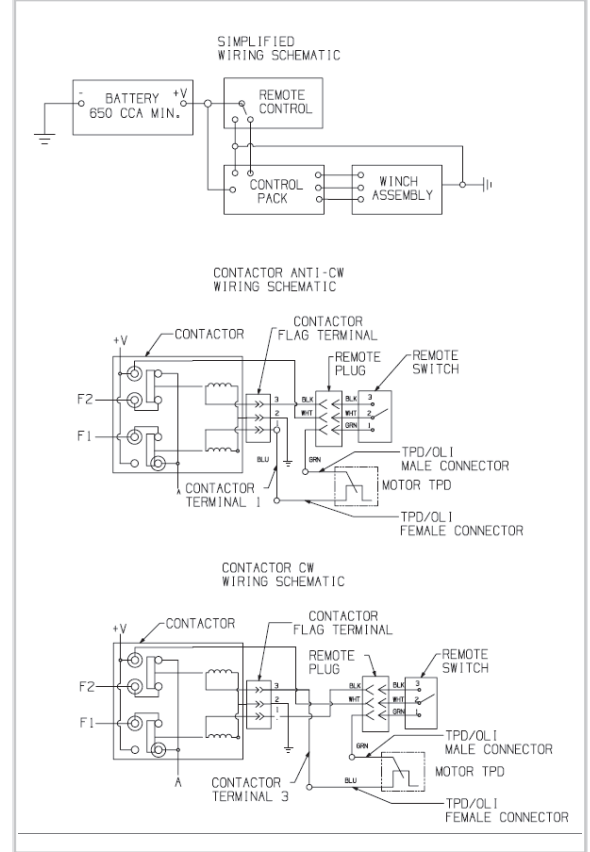 SIMPLIFIED
WIRING SCHEMATIC
- BATTERY +V
650 CCA MIN.
REMOTE
CONTROL
CONTROL
PACK
WINCH
ASSEMBLY
CONTACTOR ANTI-CW
WIRING SCHEMATIC
+V
CONTACTOR
CONTACTOR
FLAG TERMINAL
REMOTE
PLUG
REMOTE
SWITCH
F2
F1
3
2
1
BLK
WHT
BLK 3
WHT 2
GRN 1
BLU
GRN
A
CONTACTOR
TERMINAL 1
TPD/OLI
MALE CONNECTOR
MOTOR TPD
TPD/OLI
FEMALE CONNECTOR
CONTACTOR CW
WIRING SCHEMATIC
+V
CONTACTOR
CONTACTOR
FLAG TERMINAL
REMOTE
PLUG
REMOTE
SWITCH
F2
F1
3
2
1
BLK
WHT
BLK 3
WHT 2
GRN 1
GRN
A
CONTACTOR
TERMINAL 3
BLU
TPD/OLI
MALE CONNECTOR
MOTOR TPD
TPD/OLI
FEMALE CONNECTOR